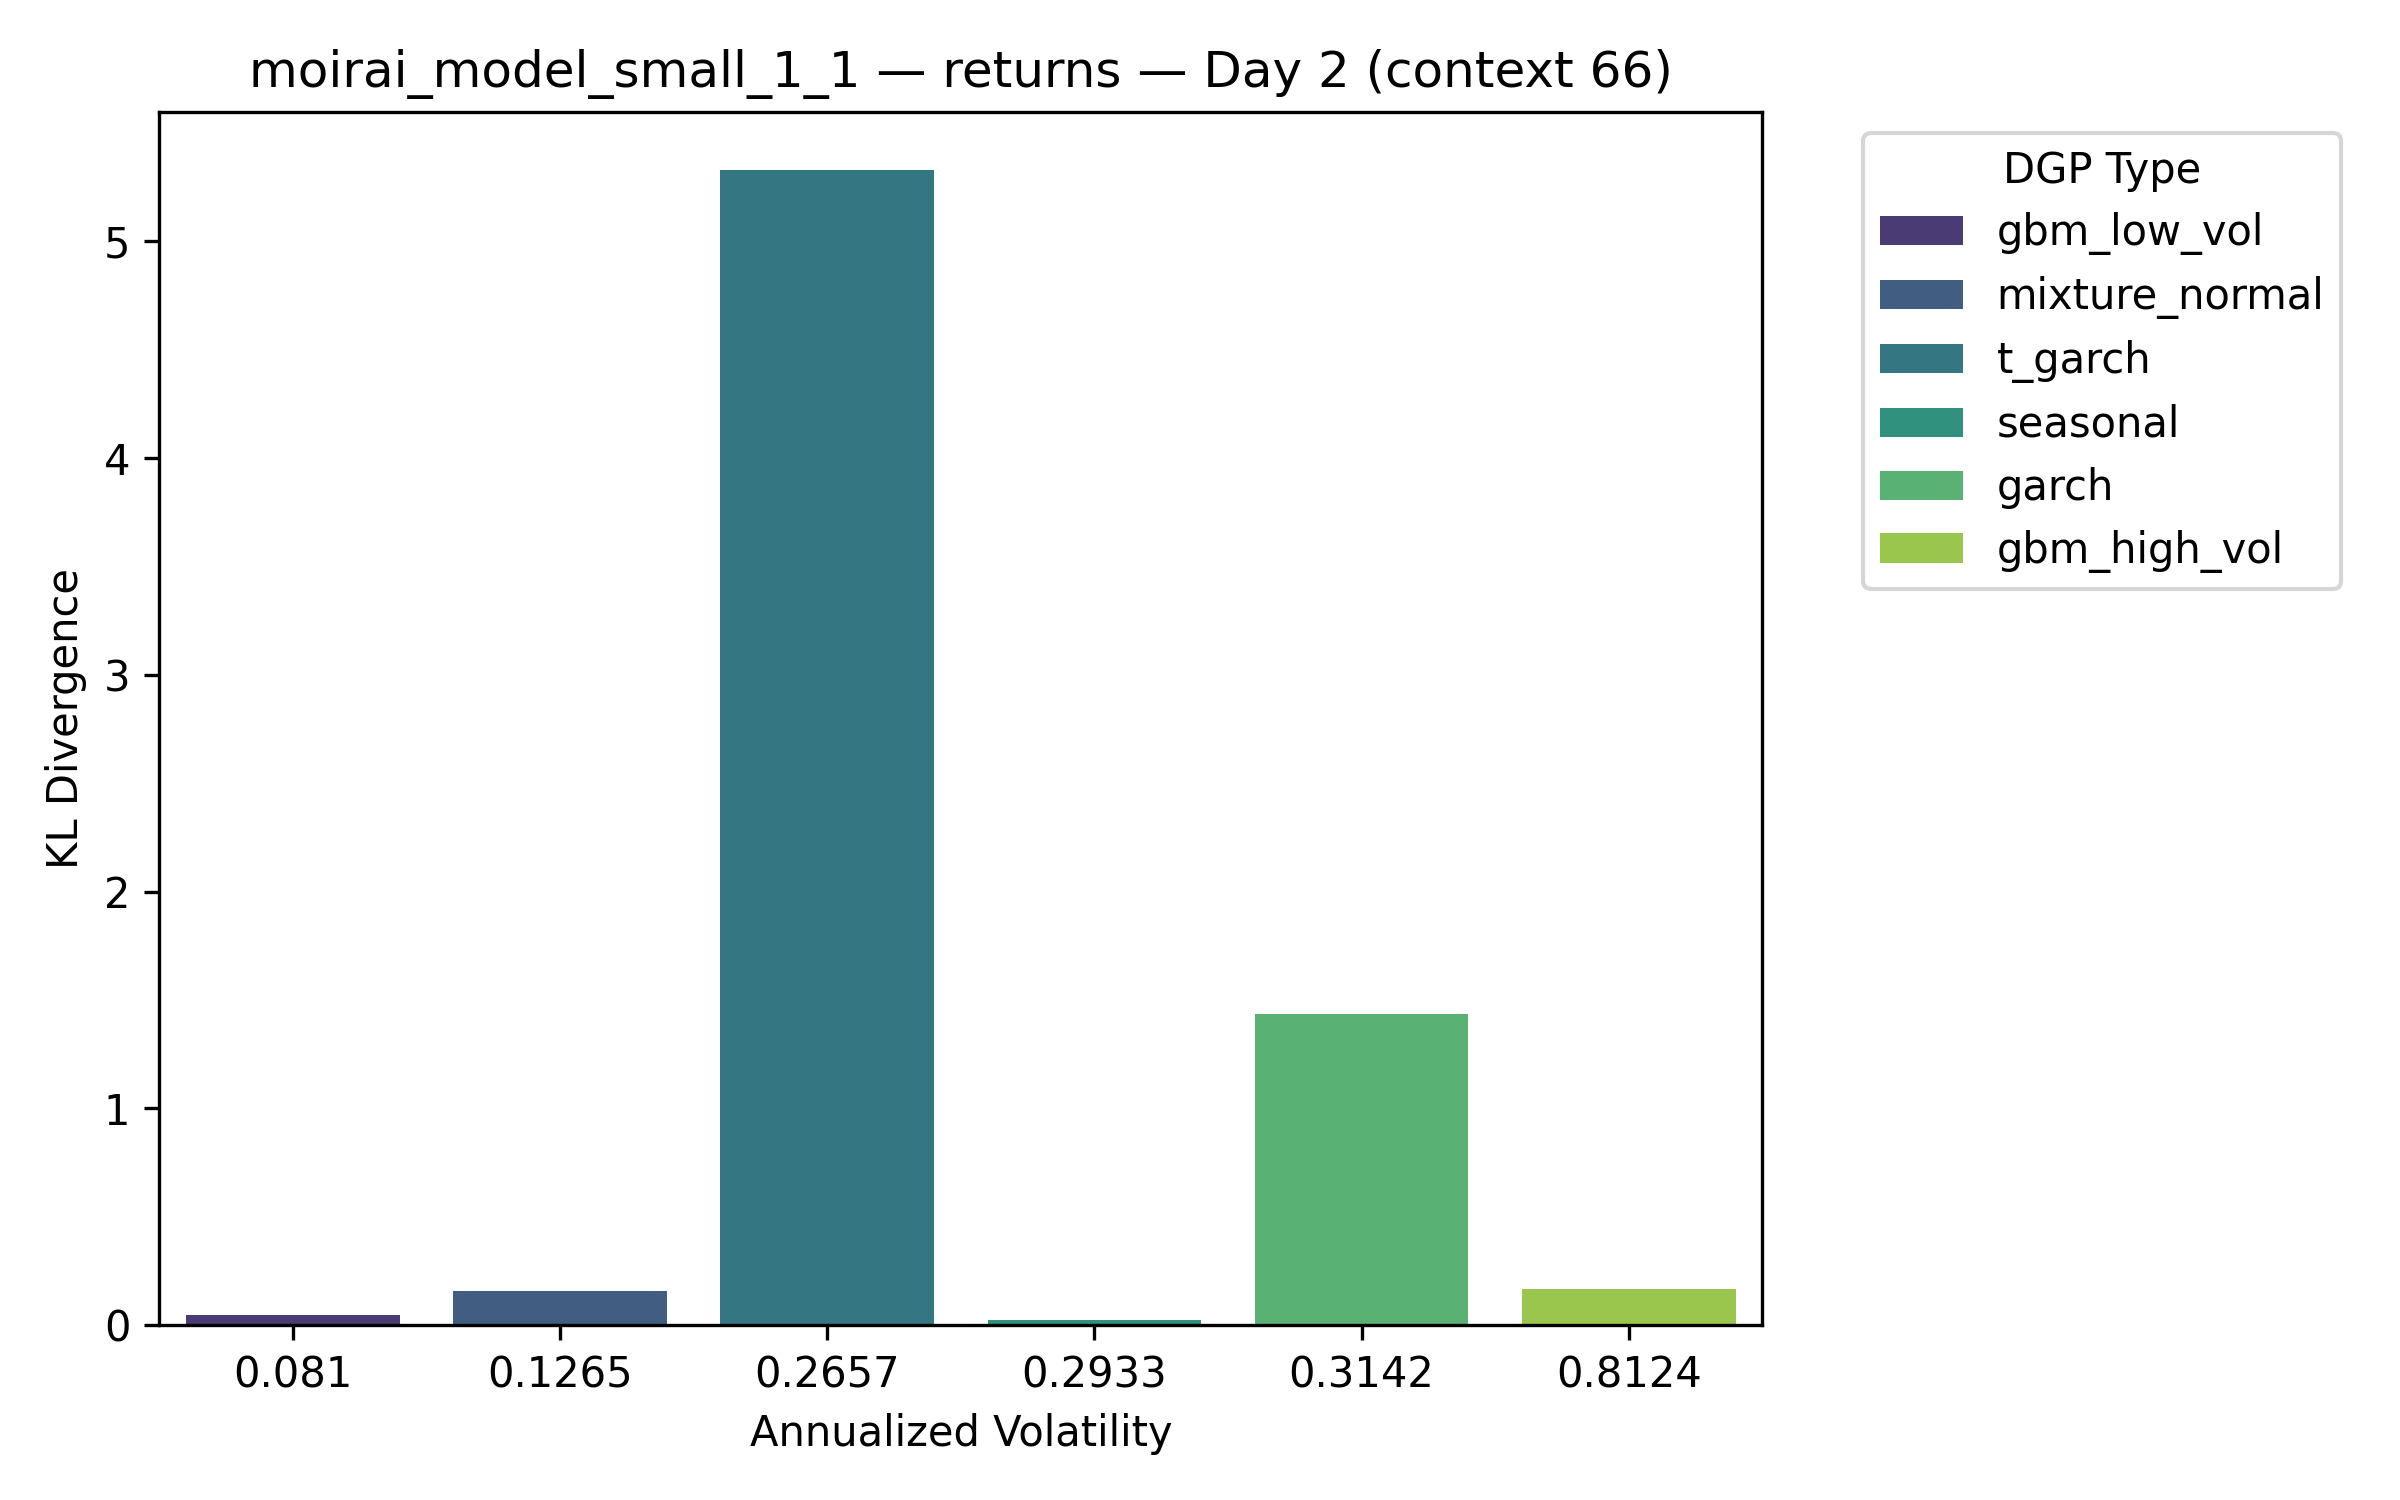 moirai_model_small_1_1 — returns — Day 2 (context 66)
KL Divergence
5
4
3
2
1
0
0.081 0.1265 0.2657 0.2933 0.3142 0.8124
Annualized Volatility
DGP Type
gbm_low_vol
mixture_normal
t_garch
seasonal
garch
gbm_high_vol